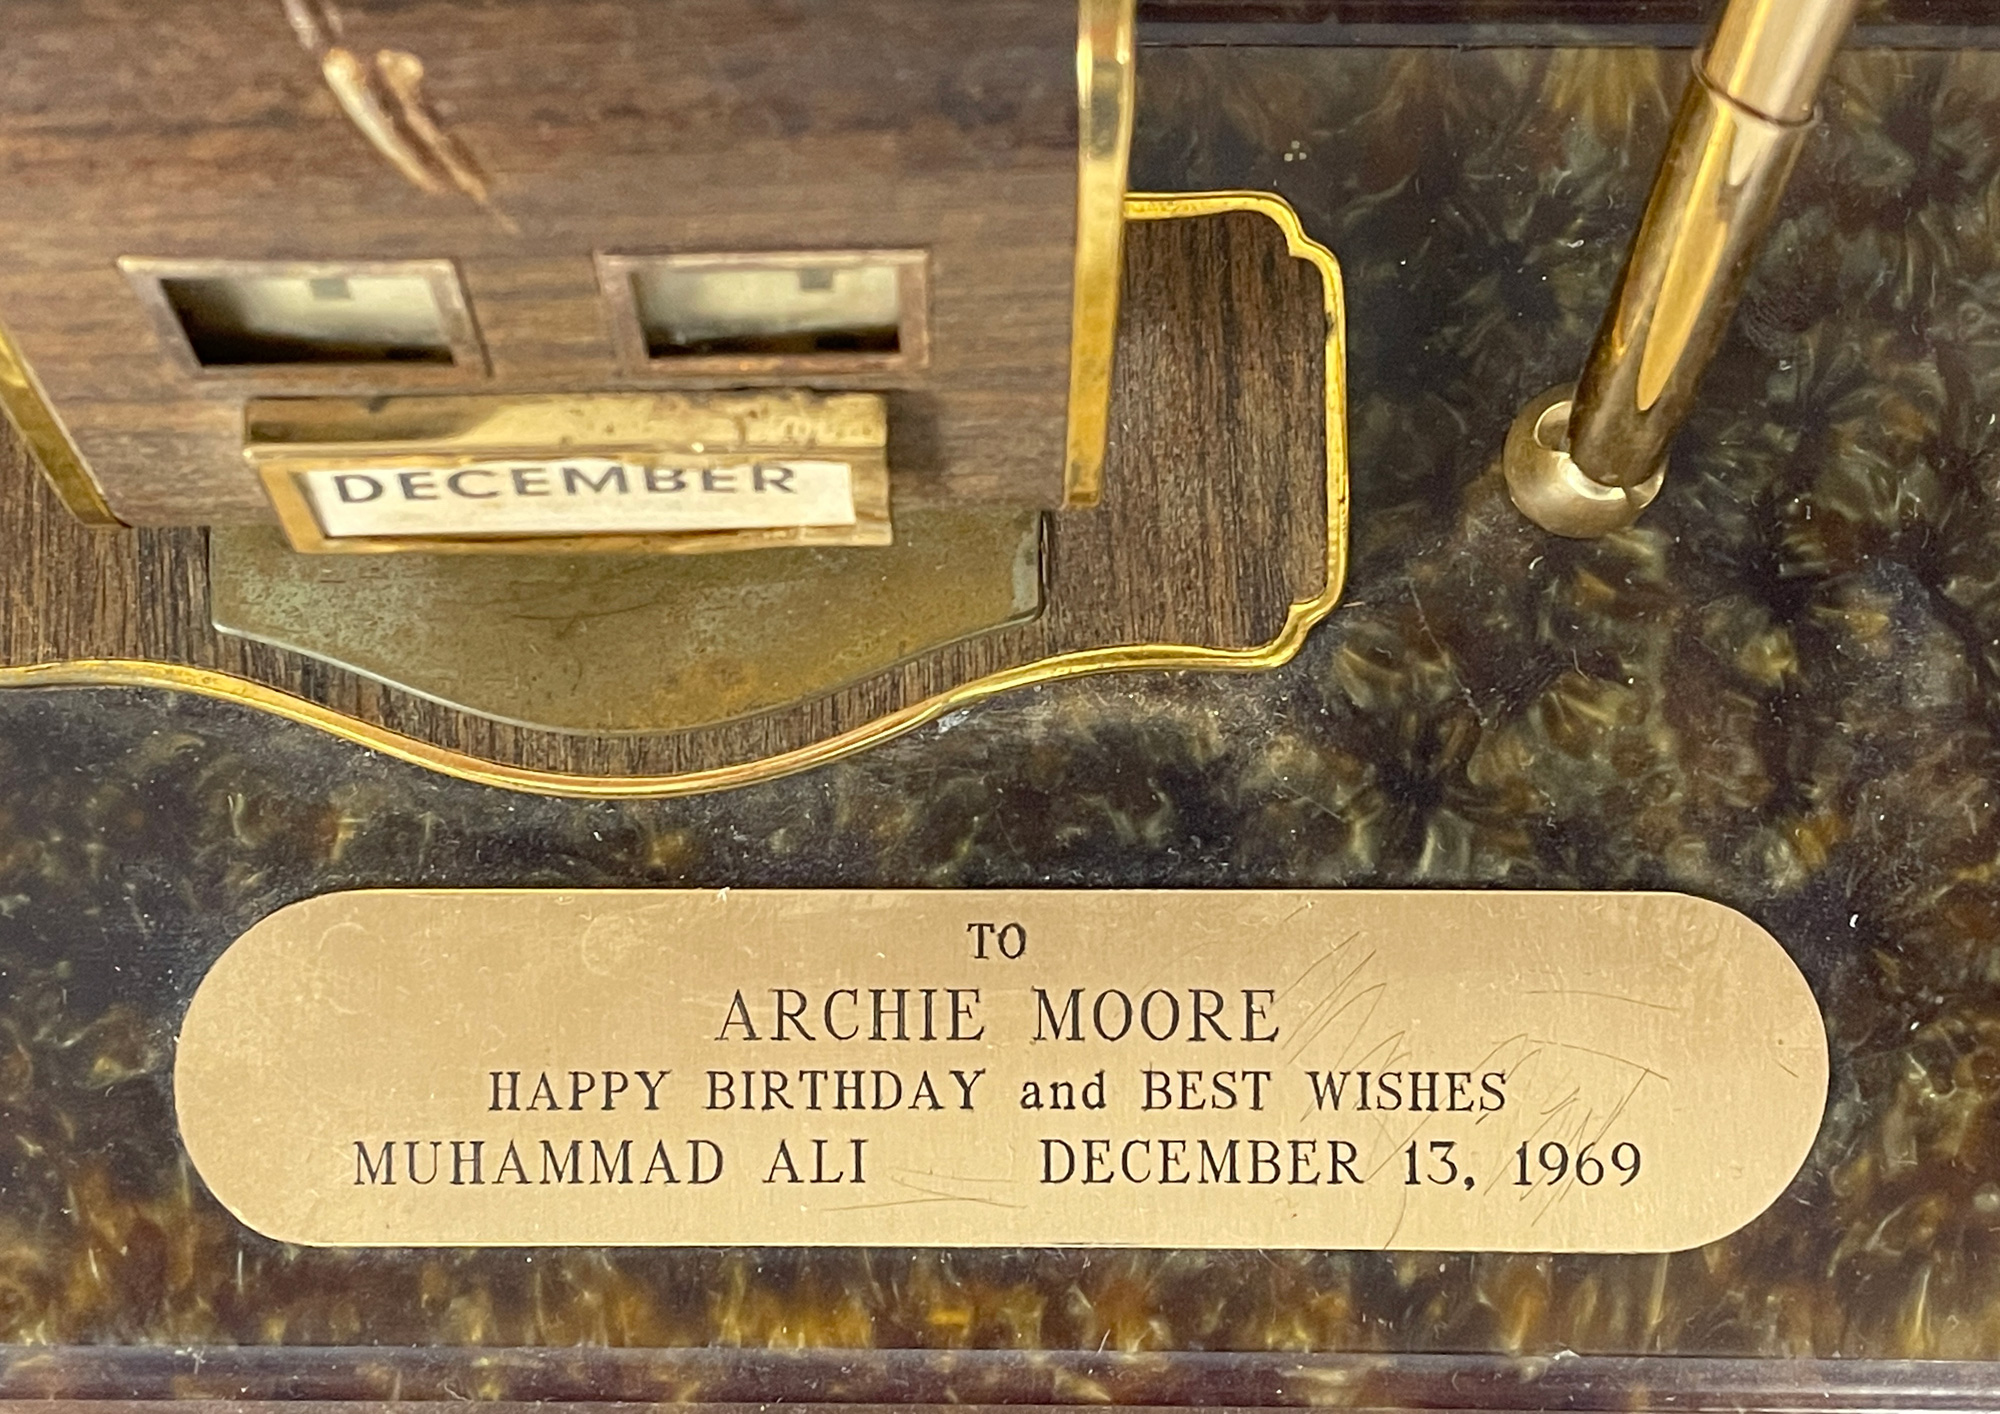 DECEMBER
TO
ARCHIE MOORE
HAPPY BIRTHDAY and BEST WISHES
MUHAMMAD ALI DECEMBER 13, 1969